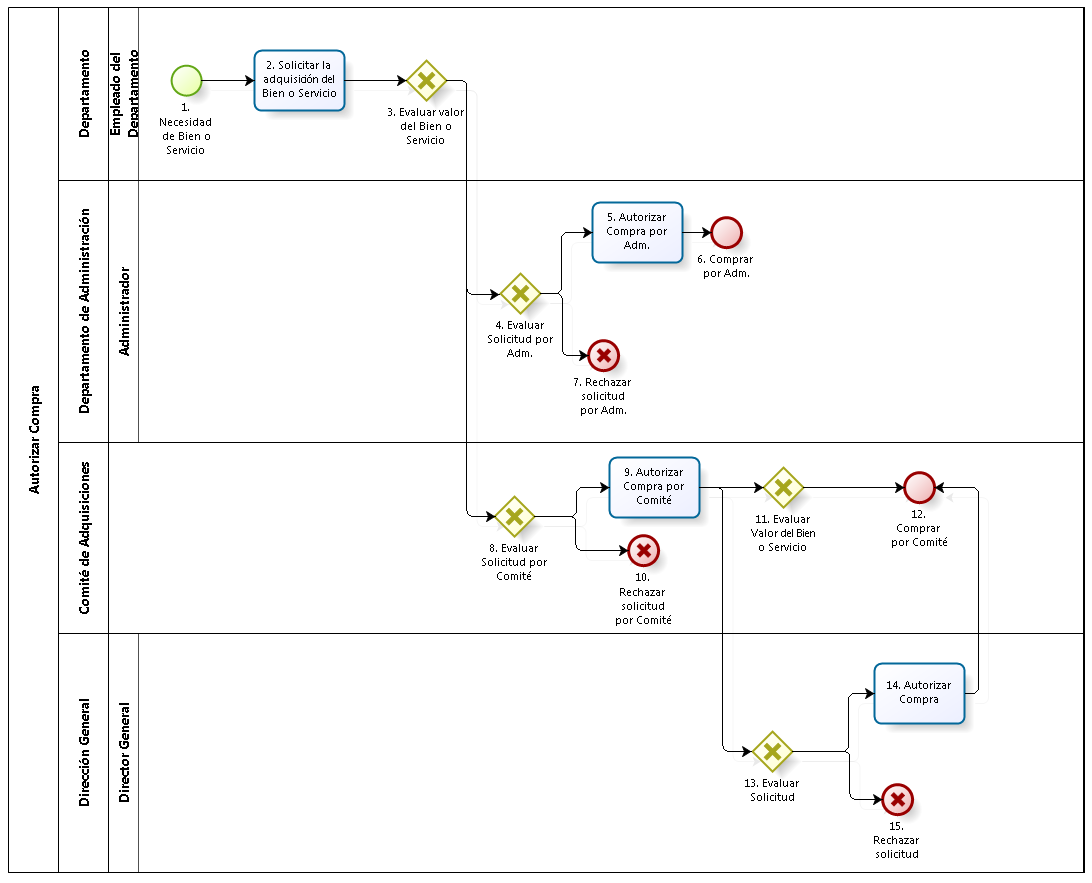 Autorizar Compra
Departamento
Empleado del
Departamento
1.
Necesidad
de Bien o
Servicio
2. Solicitar la
adquisición del
Bien o Servicio
3. Evaluar valor
del Bien o
Servicio
Departamento de Administración
Administrador
4. Evaluar
Solicitud por
Adm.
5. Autorizar
Compra por
Adm.
6. Comprar
por Adm.
7. Rechazar
solicitud
por Adm.
Comité de Adquisiciones
8. Evaluar
Solicitud por
Comité
9. Autorizar
Compra por
Comité
10.
Rechazar
solicitud
por Comité
11. Evaluar
Valor del Bien
o Servicio
12.
Comprar
por Comité
Dirección General
Director General
13. Evaluar
Solicitud
14. Autorizar
Compra
15.
Rechazar
solicitud